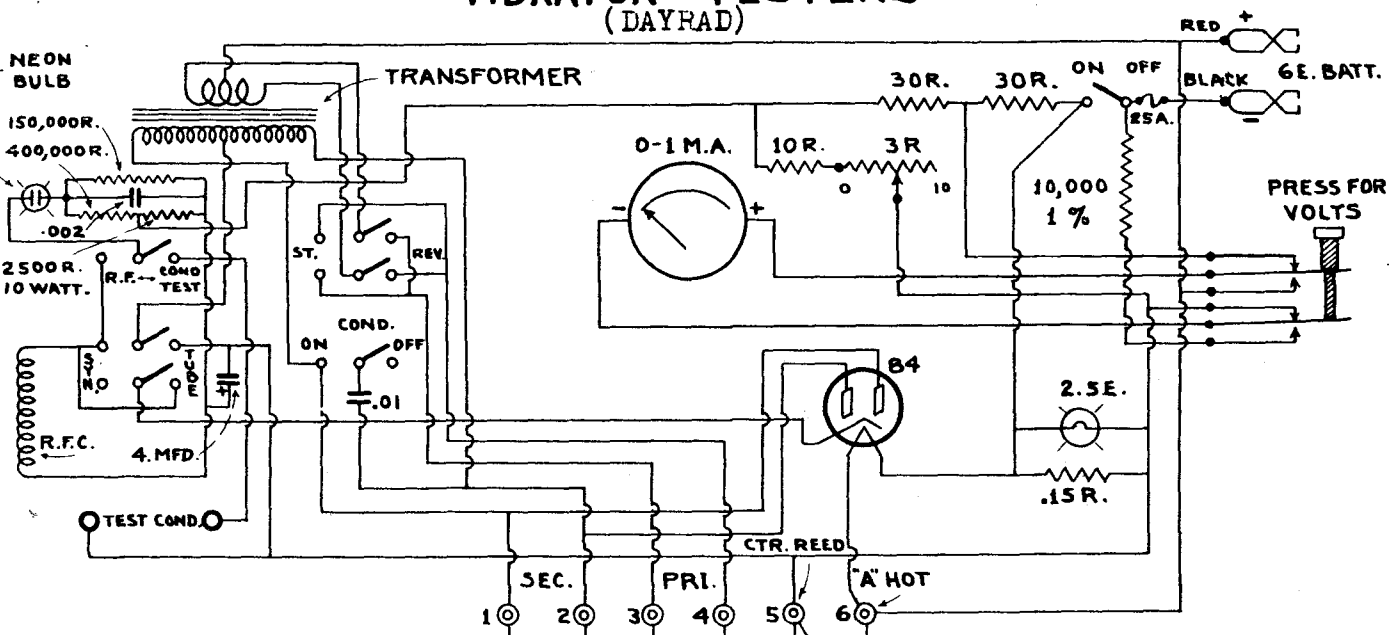 (DAYRAD)
RED +
NEON
BULB
TRANSFORMER
30R. 30R. ON OFF BLACK 6E. BATT.
25A. -
150,000R.
400,000R.
0-1 M.A. 10R. 3R
0 10
10,000
1 %
PRESS FOR
VOLTS
- +
.002
2500R.
10 WATT.
R.F. COND
TEST
ST. REV.
COND.
ON OFF
SYN. TUBE
+
.01
84
2.5E.
R.F.C.
4.MFD.
.15R.
TEST COND.
CTR. REED
SEC. PRI. "A" HOT
1 2 3 4 5 6